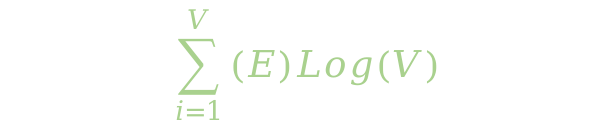 V
∑ (E)Log(V)
i=1